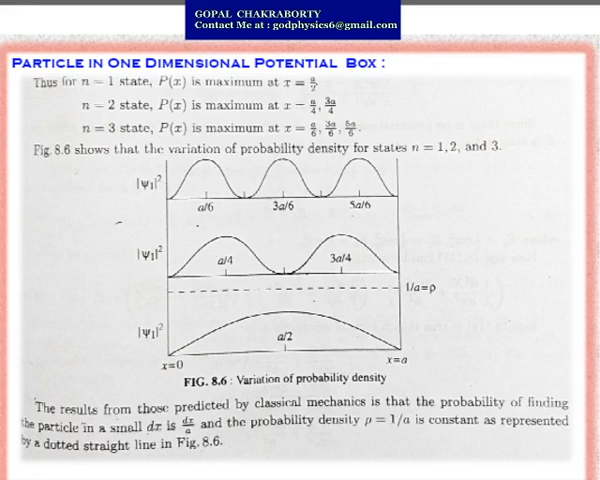 GOPAL CHAKRABORTY
Contact Me at : godphysics6@gmail.com
PARTICLE IN ONE DIMENSIONAL POTENTIAL BOX :
Thus for n = 1 state, P(x) is maximum at x = a/2
n = 2 state, P(x) is maximum at x = a/4, 3a/4
n = 3 state, P(x) is maximum at x = a/6, 3a/6, 5a/6.
Fig. 8.6 shows that the variation of probability density for states n = 1, 2, and 3.
|Ψ₁|²
a/6 3a/6 5a/6
|Ψ₁|²
a/4 3a/4
1/a=ρ
|Ψ₁|²
a/2
x=0 x=a
FIG. 8.6 : Variation of probability density
The results from those predicted by classical mechanics is that the probability of finding
the particle in a small dx is dx/a and the probability density ρ = 1/a is constant as represented
by a dotted straight line in Fig. 8.6.